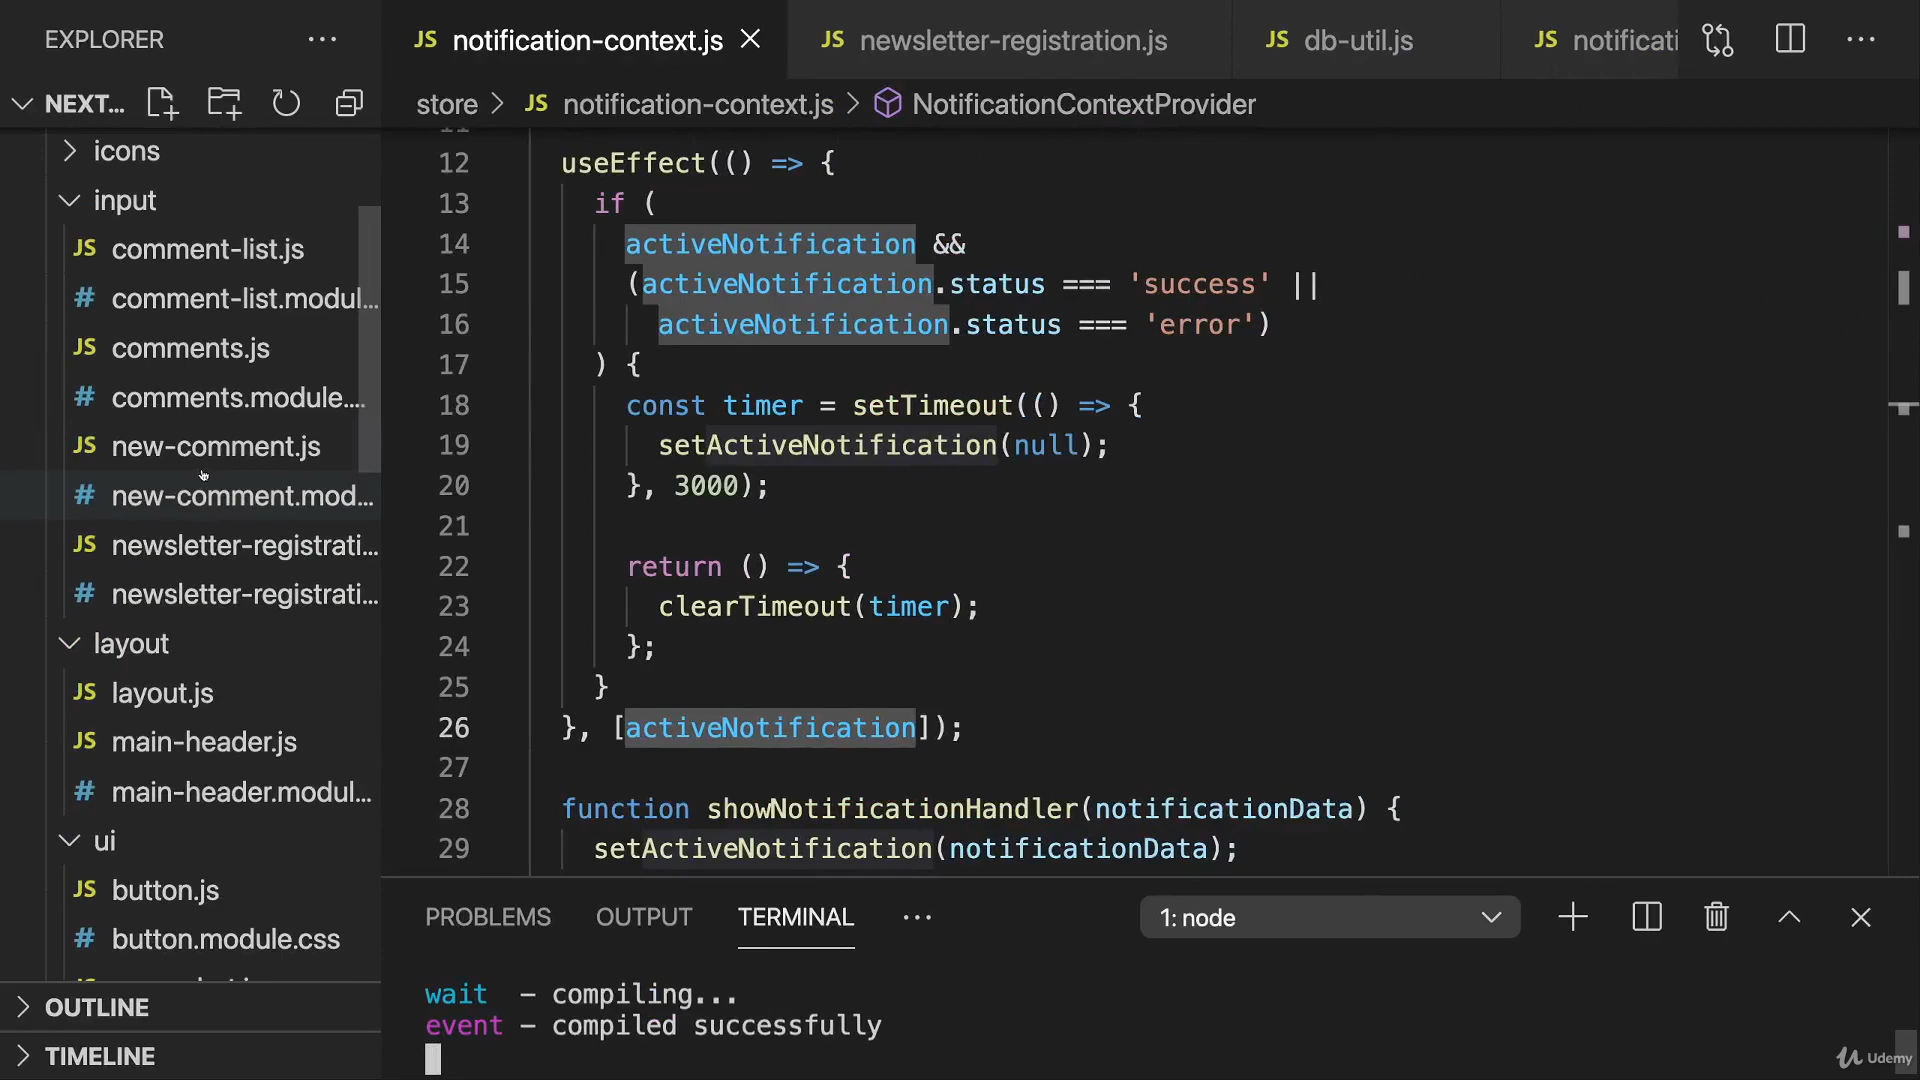 EXPLORER
NEXT...
icons
input
JS comment-list.js
# comment-list.modul...
JS comments.js
# comments.module....
JS new-comment.js
# new-comment.mod...
JS newsletter-registrati...
# newsletter-registrati...
layout
JS layout.js
JS main-header.js
# main-header.modul...
ui
JS button.js
# button.module.css
OUTLINE
TIMELINE
JS notification-context.js
JS newsletter-registration.js
JS db-util.js
JS notificati
store > JS notification-context.js > NotificationContextProvider
11
12 useEffect(() => {
13 if (
14 activeNotification &&
15 (activeNotification.status === 'success' ||
16 activeNotification.status === 'error')
17 ) {
18 const timer = setTimeout(() => {
19 setActiveNotification(null);
20 }, 3000);
21
22 return () => {
23 clearTimeout(timer);
24 };
25 }
26 }, [activeNotification]);
27
28 function showNotificationHandler(notificationData) {
29 setActiveNotification(notificationData);
PROBLEMS OUTPUT TERMINAL
1: node
wait - compiling...
event - compiled successfully
Udemy